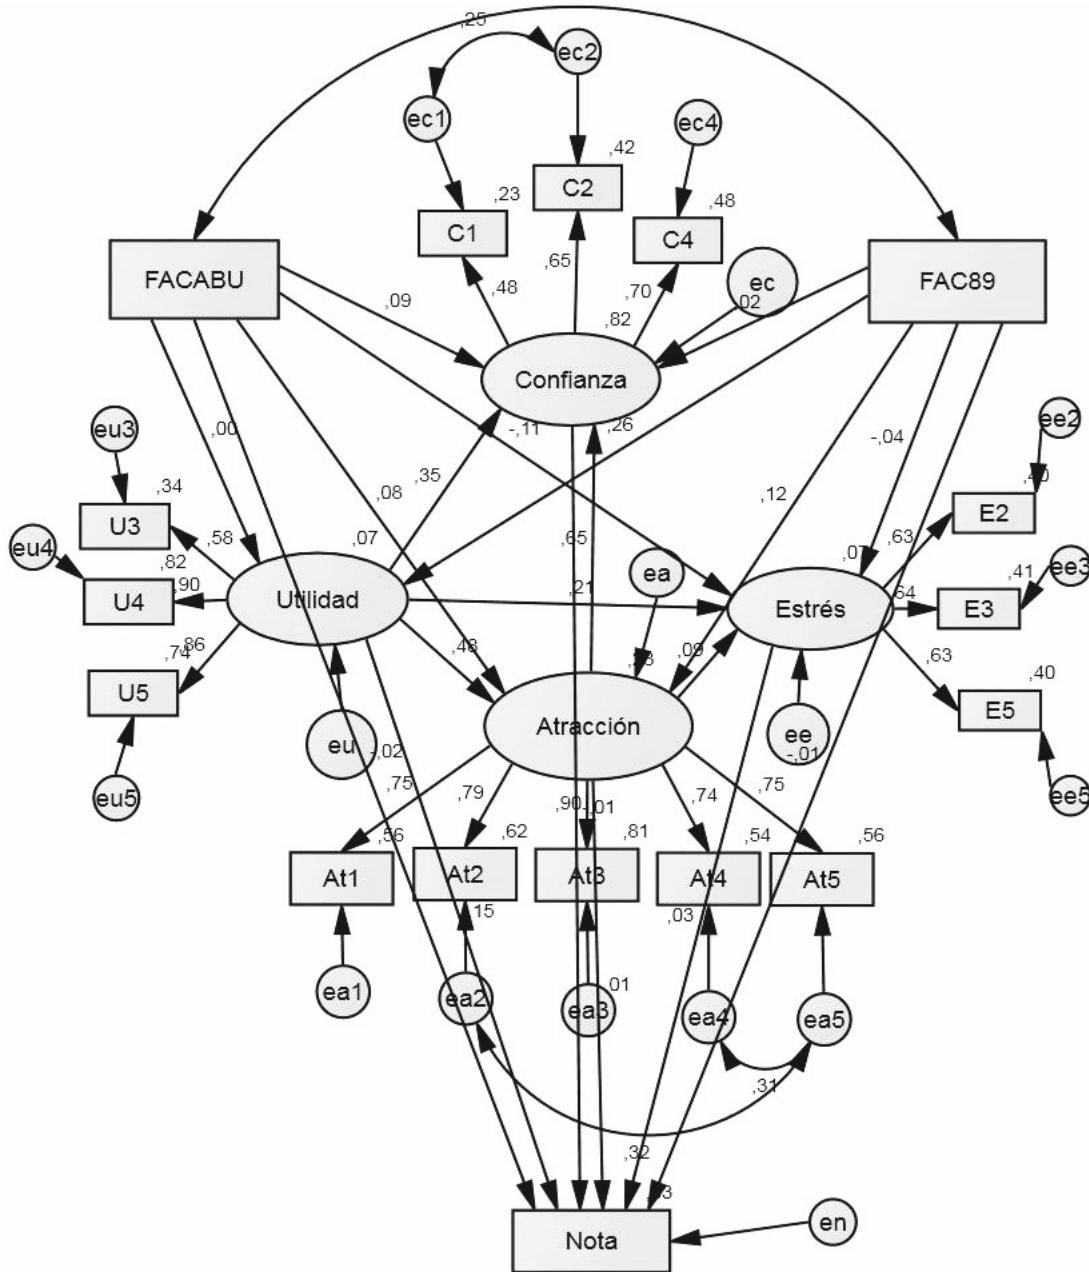 ,25
ec2
ec1
ec4
,42
C2
,23
,48
C1
C4
FACABU
FAC89
ec
,65
,48
,70
,02
,09
,82
Confianza
ee2
eu3
,00
-,11
,26
-,04
,35
,34
,08
,12
,40
U3
E2
eu4
,58
,07
,65
,63
,07
ee3
,82
ea
,41
,90
,21
,64
U4
Utilidad
Estrés
E3
,74
,86
,48
,09
,63
,40
U5
E5
Atracción
eu
ee
-,02
-,01
eu5
,75
,79
,90
-,01
,74
,75
ee5
,56
,62
,81
,54
,56
At1
At2
At3
At4
At5
,15
,03
ea1
ea2
ea3
,01
ea4
ea5
,31
,32
en
Nota